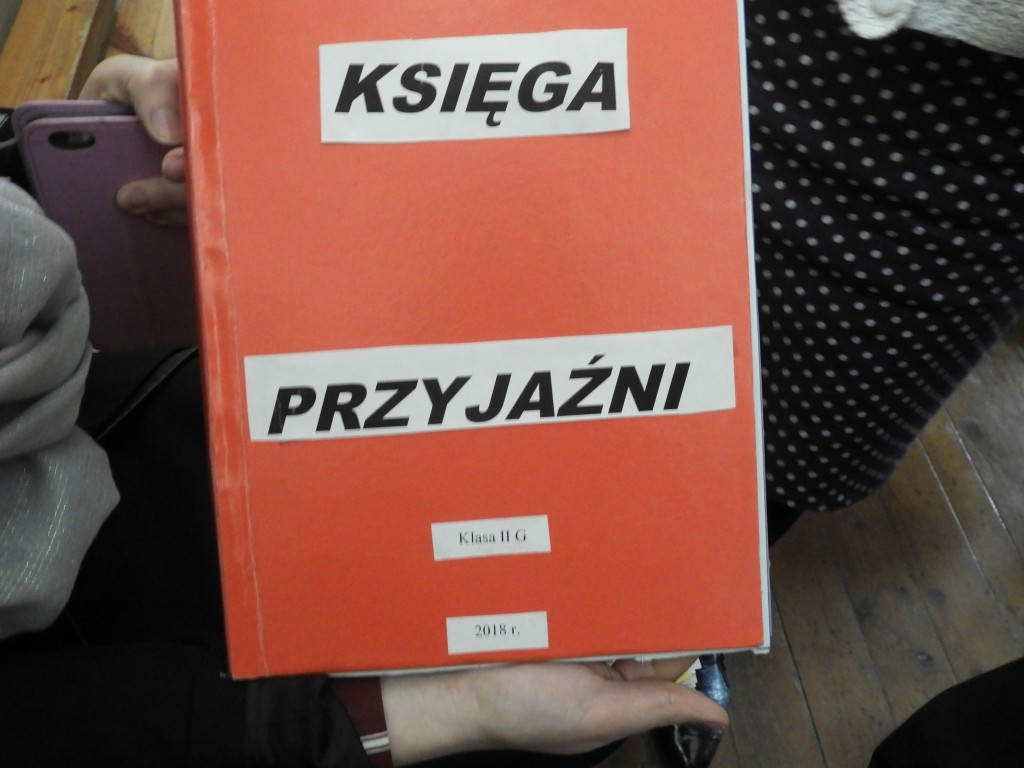 KSIĘGA
PRZYJAŹNI
Klasa II G
2018 r.